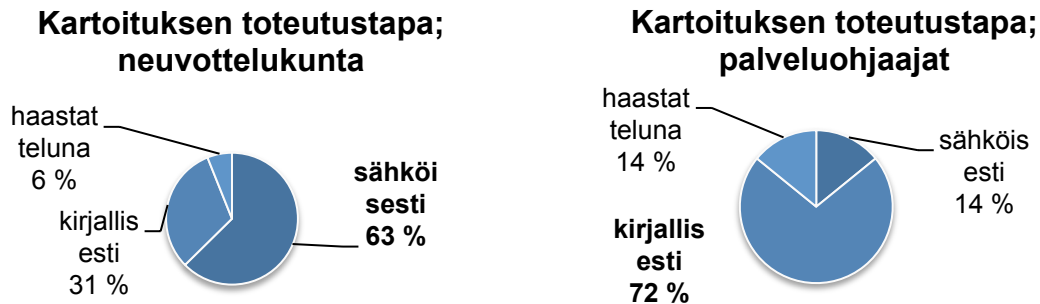 Kartoituksen toteutustapa;
neuvottelukunta
haastat
teluna
6 %
kirjallis
esti
31 %
sähköi
sesti
63 %
Kartoituksen toteutustapa;
palveluohjaajat
haastat
teluna
14 %
sähköis
esti
14 %
kirjallis
esti
72 %